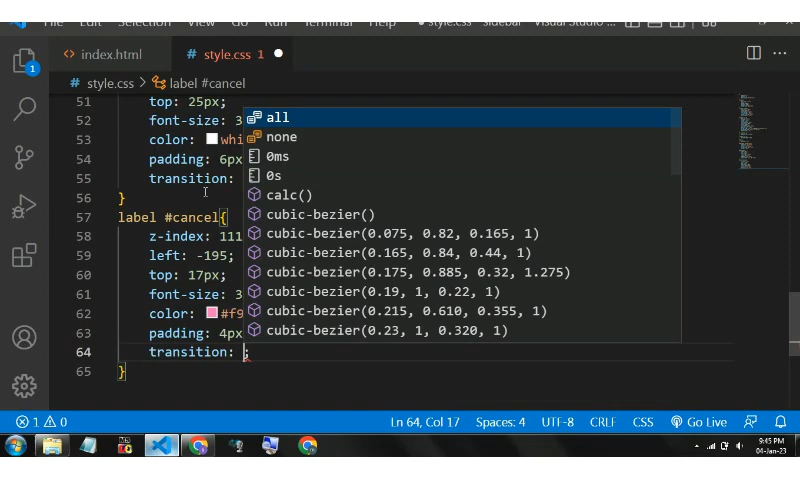 File Edit Selection View Go Run Terminal Help style.css - sidebar - Visual Studio ...
index.html
# style.css 1
# style.css > label #cancel
51 top: 25px;
52 font-size: 3
53 color: whi
54 padding: 6px
55 transition:
56 }
57 label #cancel{
58 z-index: 111
59 left: -195;
60 top: 17px;
61 font-size: 3
62 color: #f9
63 padding: 4px
64 transition: ;
65 }
all
none
0ms
0s
calc()
cubic-bezier()
cubic-bezier(0.075, 0.82, 0.165, 1)
cubic-bezier(0.165, 0.84, 0.44, 1)
cubic-bezier(0.175, 0.885, 0.32, 1.275)
cubic-bezier(0.19, 1, 0.22, 1)
cubic-bezier(0.215, 0.610, 0.355, 1)
cubic-bezier(0.23, 1, 0.320, 1)
1
1 0 Ln 64, Col 17 Spaces: 4 UTF-8 CRLF CSS Go Live
9:45 PM
04-Jan-23